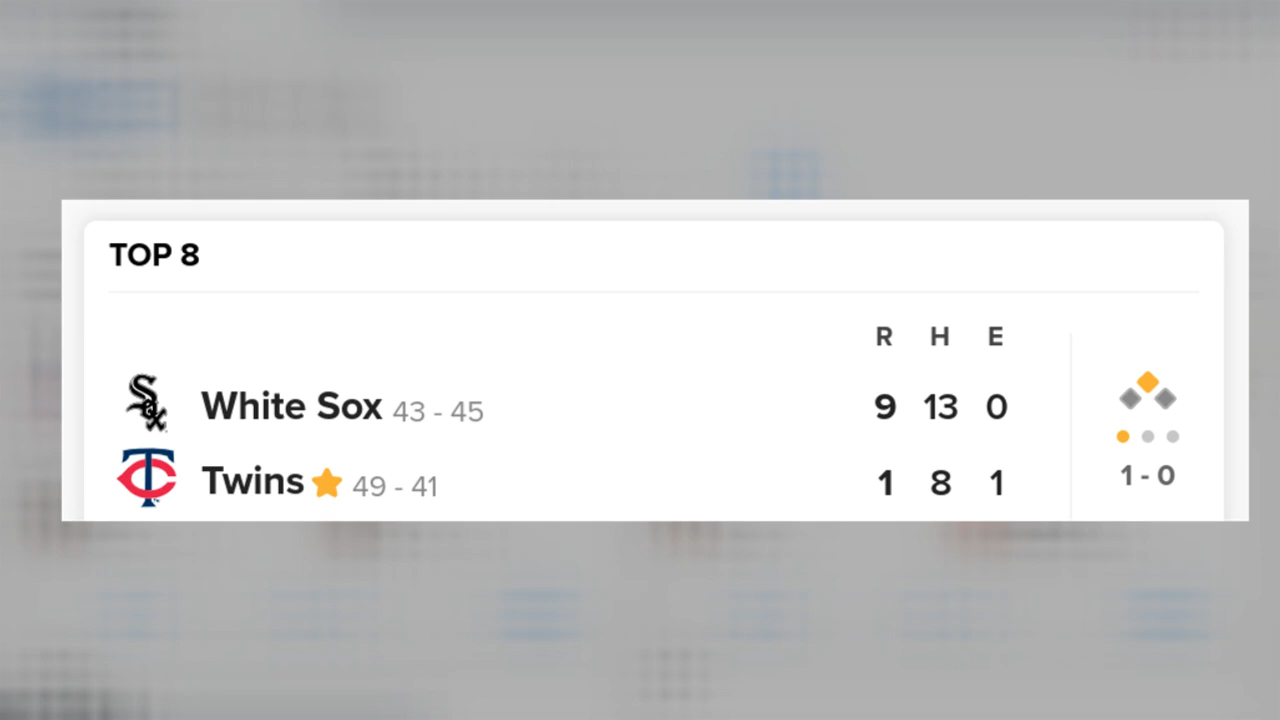 TOP 8
R H E
White Sox 43 - 45 9 13 0
Twins 49 - 41 1 8 1
1 - 0